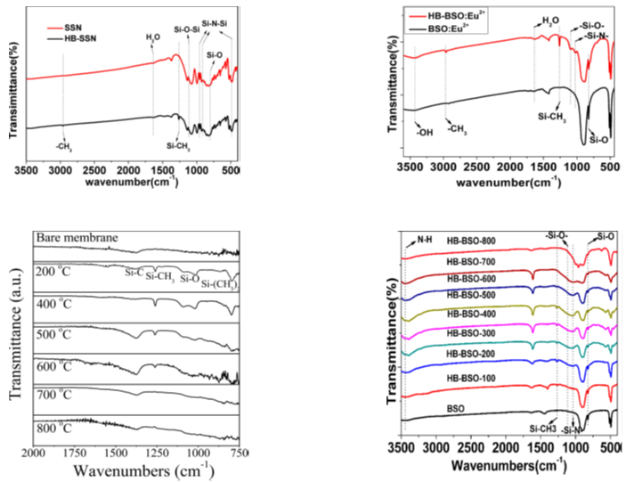 SSN
HB-SSN
H₂O
Si-O-Si
Si-N-Si
Si-O
-CH₃
Si-CH₃
Transimittance(%)
3500 3000 2500 2000 1500 1000 500
wavenumber(cm⁻¹)
HB-BSO:Eu²⁺
BSO:Eu²⁺
H₂O
-Si-O-
-Si-N-
-OH
-CH₃
Si-CH₃
Si-O
Transimittance(%)
3500 3000 2500 2000 1500 1000 500
wavenumber(cm⁻¹)
Bare membrane
200 °C
Si-C
Si-CH₃
Si-O
Si-(CH₃)
400 °C
500 °C
600 °C
700 °C
800 °C
Transmittance (a.u.)
2000 1750 1500 1250 1000 750
Wavenumbers (cm⁻¹)
N-H
-Si-O-
Si-O
HB-BSO-800
HB-BSO-700
HB-BSO-600
HB-BSO-500
HB-BSO-400
HB-BSO-300
HB-BSO-200
HB-BSO-100
BSO
Si-CH3
-Si-N-
Transmittance(%)
3500 3000 2500 2000 1500 1000 500
Wavenumbers(cm⁻¹)